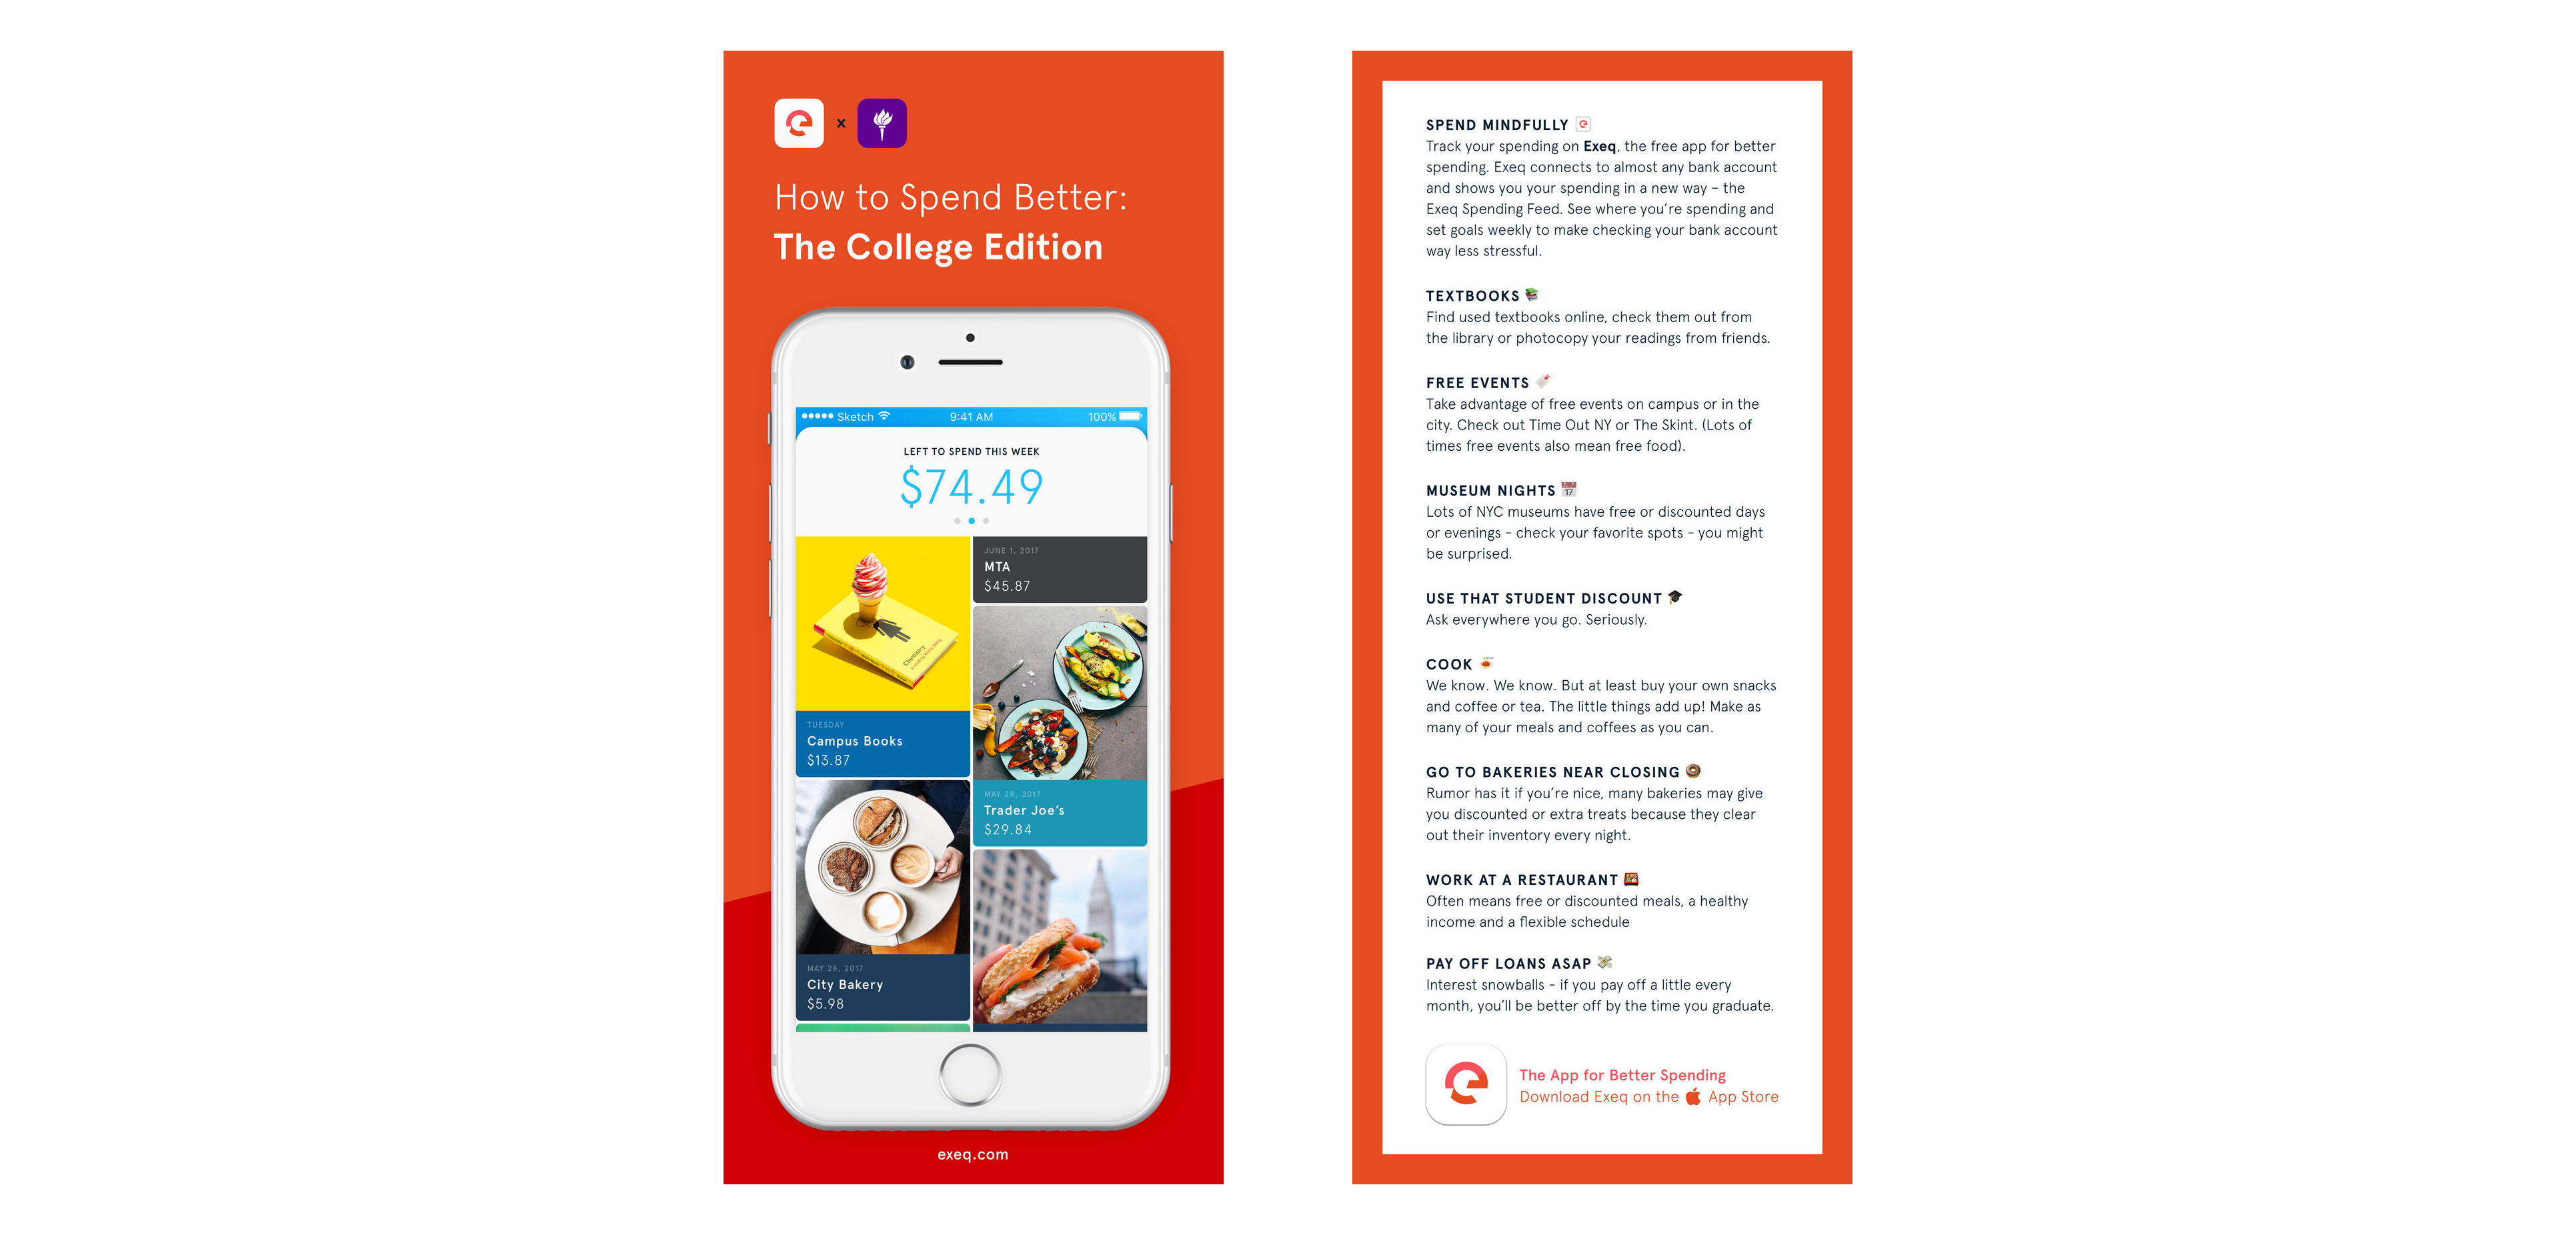 x
How to Spend Better:
The College Edition
Sketch 9:41 AM 100%
LEFT TO SPEND THIS WEEK
$74.49
JUNE 1, 2017
MTA
$45.87
Chemistry
TUESDAY
Campus Books
$13.87
MAY 28, 2017
Trader Joe's
$29.84
MAY 26, 2017
City Bakery
$5.98
exeq.com
SPEND MINDFULLY
Track your spending on Exeq, the free app for better
spending. Exeq connects to almost any bank account
and shows you your spending in a new way – the
Exeq Spending Feed. See where you're spending and
set goals weekly to make checking your bank account
way less stressful.
TEXTBOOKS
Find used textbooks online, check them out from
the library or photocopy your readings from friends.
FREE EVENTS
Take advantage of free events on campus or in the
city. Check out Time Out NY or The Skint. (Lots of
times free events also mean free food).
MUSEUM NIGHTS
Lots of NYC museums have free or discounted days
or evenings - check your favorite spots - you might
be surprised.
USE THAT STUDENT DISCOUNT
Ask everywhere you go. Seriously.
COOK
We know. We know. But at least buy your own snacks
and coffee or tea. The little things add up! Make as
many of your meals and coffees as you can.
GO TO BAKERIES NEAR CLOSING
Rumor has it if you're nice, many bakeries may give
you discounted or extra treats because they clear
out their inventory every night.
WORK AT A RESTAURANT
Often means free or discounted meals, a healthy
income and a flexible schedule
PAY OFF LOANS ASAP
Interest snowballs - if you pay off a little every
month, you'll be better off by the time you graduate.
The App for Better Spending
Download Exeq on the App Store